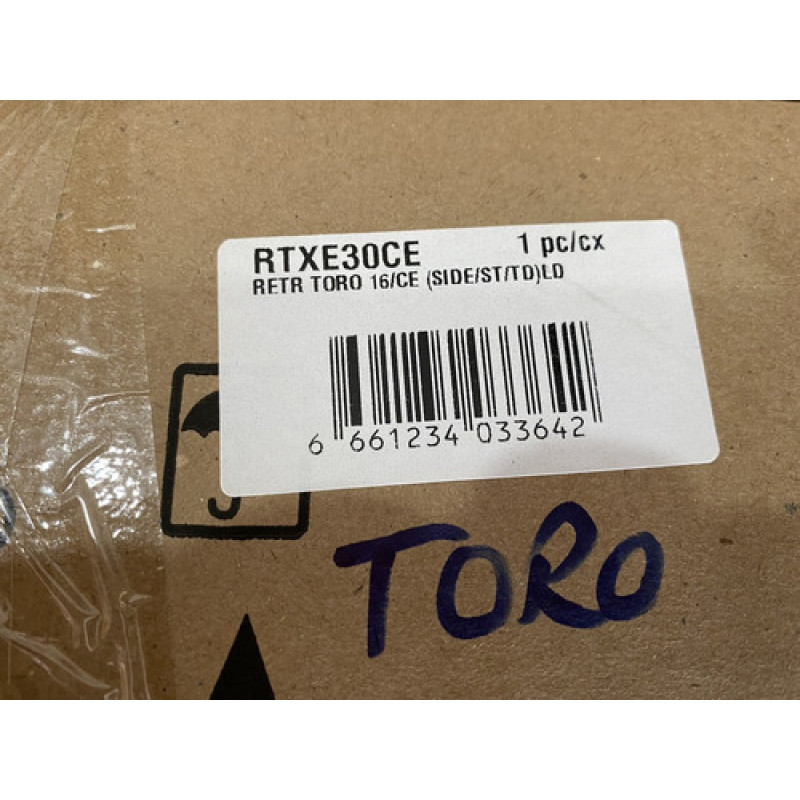 RTXE30CE 1 pc/cx
RETR TORO 16/CE (SIDE/ST/TD)LD
6 661234 033642
TORO